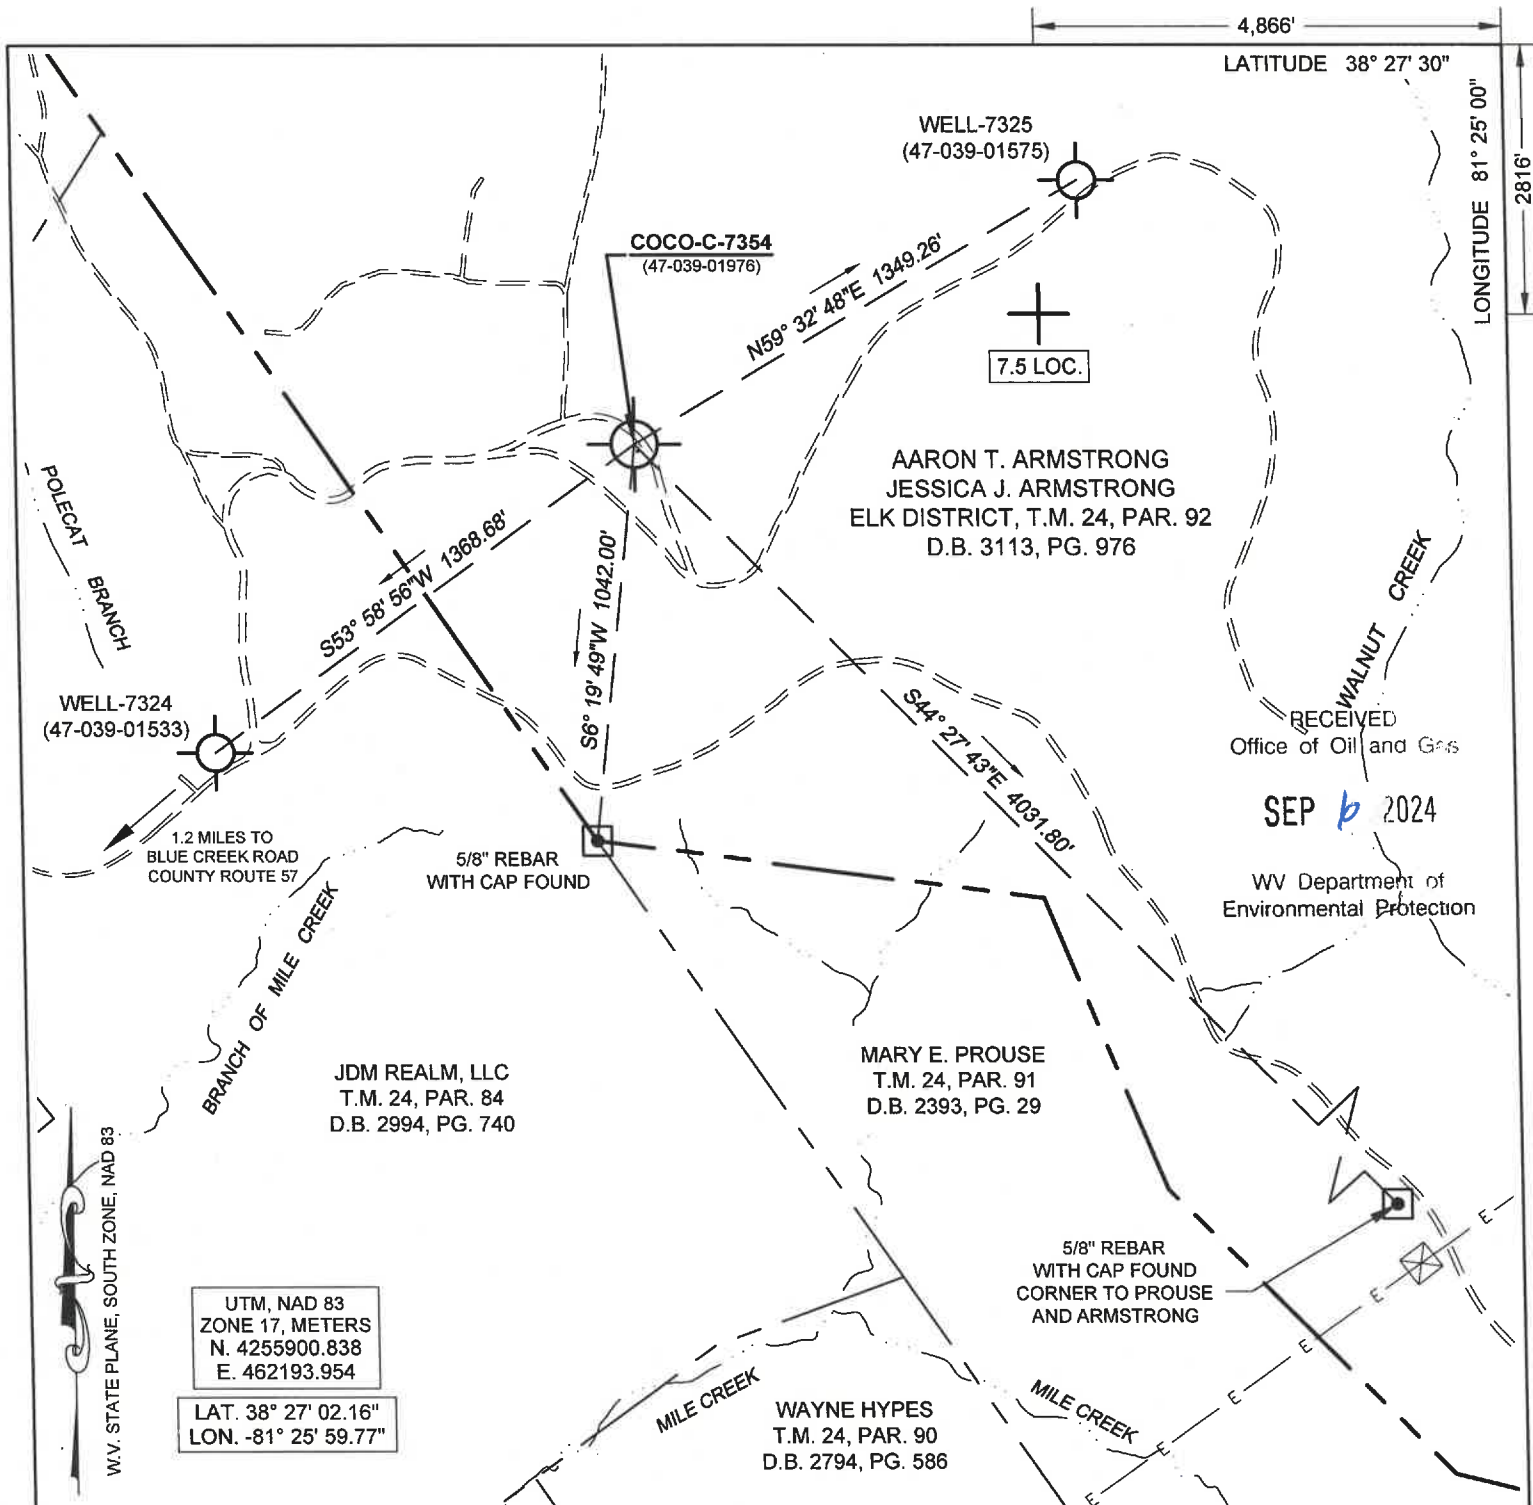 4,866'
LATITUDE 38° 27' 30"
LONGITUDE 81° 25' 00"
2816'
WELL-7325
(47-039-01575)
COCO-C-7354
(47-039-01976)
N59° 32' 48"E 1349.26'
7.5 LOC.
AARON T. ARMSTRONG
JESSICA J. ARMSTRONG
ELK DISTRICT, T.M. 24, PAR. 92
D.B. 3113, PG. 976
POLECAT BRANCH
S53° 58' 56"W 1368.68'
S6° 19' 49"W 1042.00'
WALNUT CREEK
WELL-7324
(47-039-01533)
S44° 27' 43"E 4031.80'
RECEIVED
Office of Oil and Gas
SEP 6 2024
WV Department of
Environmental Protection
1.2 MILES TO
BLUE CREEK ROAD
COUNTY ROUTE 57
5/8" REBAR
WITH CAP FOUND
BRANCH OF MILE CREEK
JDM REALM, LLC
T.M. 24, PAR. 84
D.B. 2994, PG. 740
MARY E. PROUSE
T.M. 24, PAR. 91
D.B. 2393, PG. 29
W.V. STATE PLANE, SOUTH ZONE, NAD 83
5/8" REBAR
WITH CAP FOUND
CORNER TO PROUSE
AND ARMSTRONG
E
E
E
E
E
E
UTM, NAD 83
ZONE 17, METERS
N. 4255900.838
E. 462193.954
LAT. 38° 27' 02.16"
LON. -81° 25' 59.77"
MILE CREEK
MILE CREEK
WAYNE HYPES
T.M. 24, PAR. 90
D.B. 2794, PG. 586